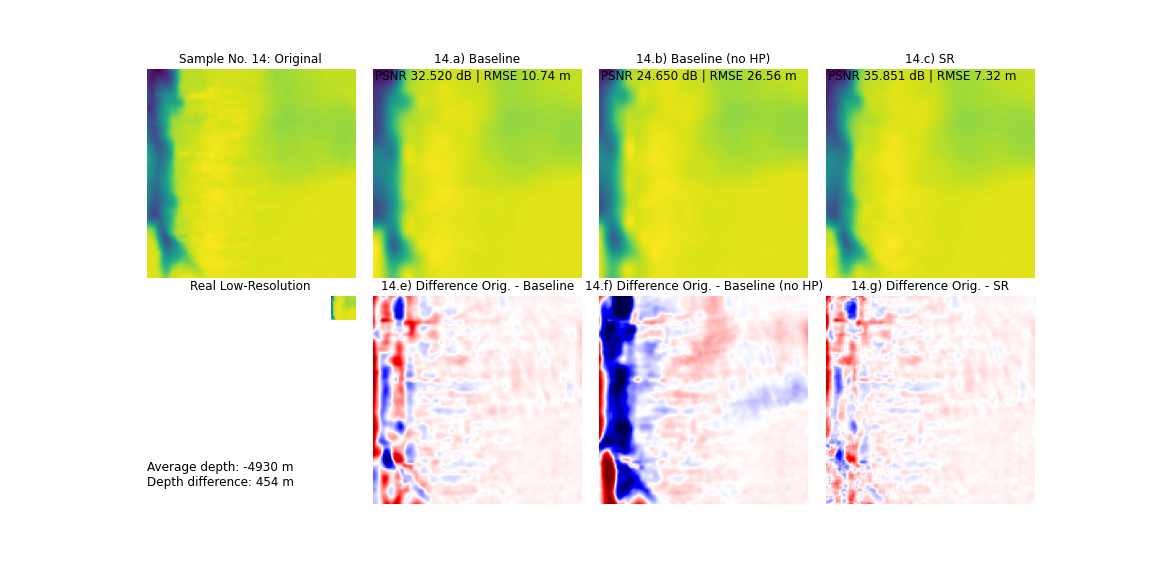 Sample No. 14: Original
14.a) Baseline
14.b) Baseline (no HP)
14.c) SR
PSNR 32.520 dB | RMSE 10.74 m
PSNR 24.650 dB | RMSE 26.56 m
PSNR 35.851 dB | RMSE 7.32 m
Real Low-Resolution
14.e) Difference Orig. - Baseline
14.f) Difference Orig. - Baseline (no HP)
14.g) Difference Orig. - SR
Average depth: -4930 m
Depth difference: 454 m